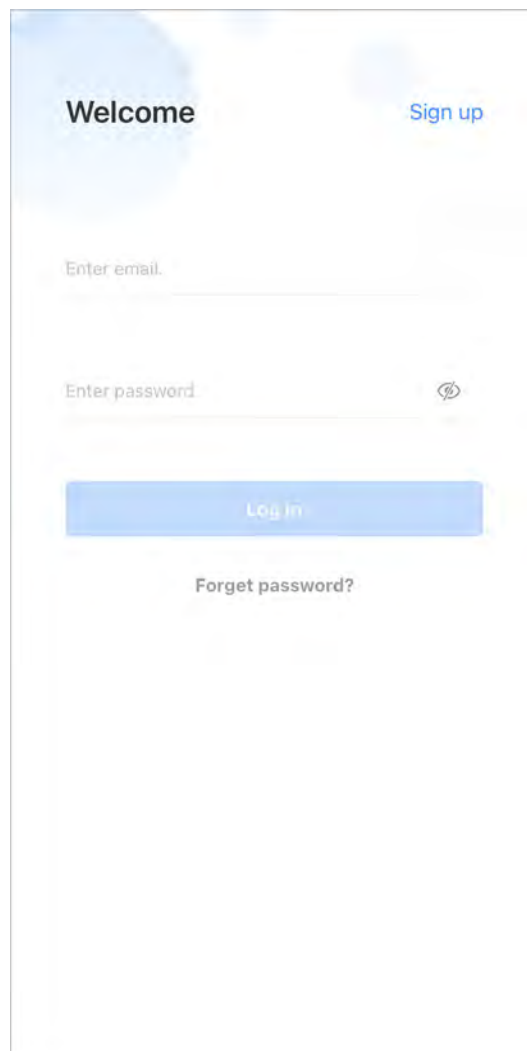 Welcome
Sign up
Enter email.
Enter password
Log in
Forget password?